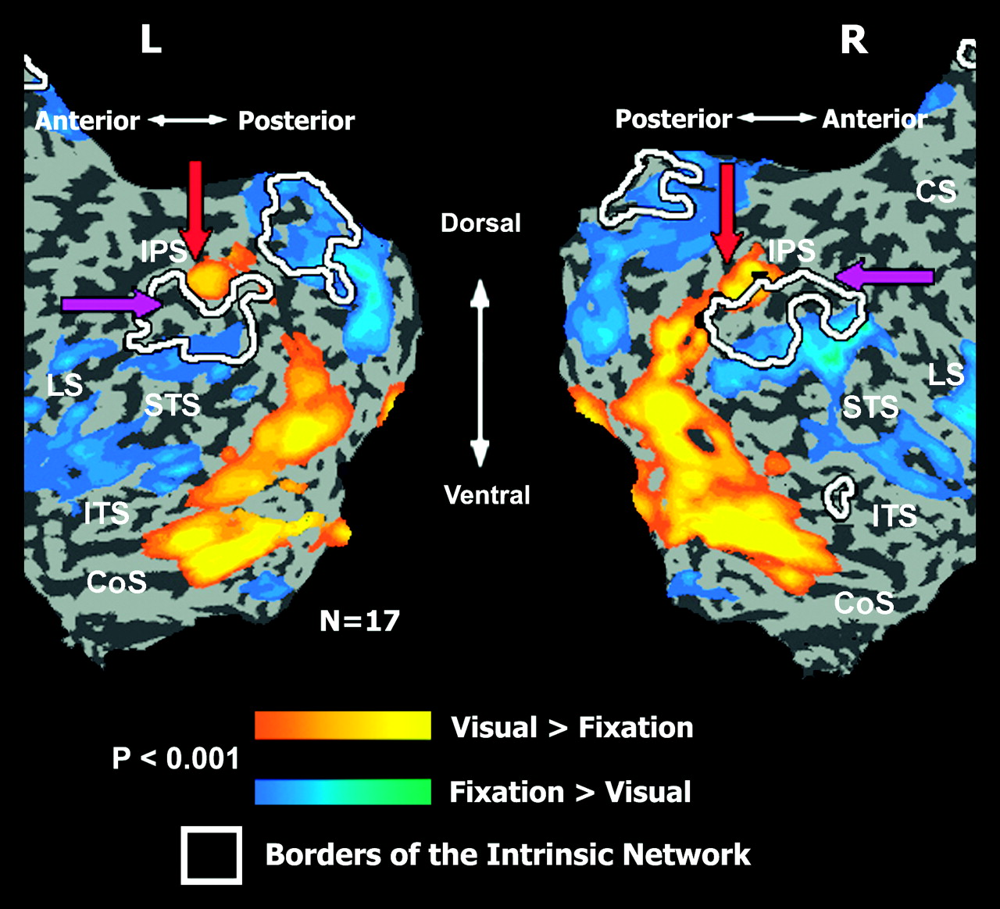 L
R
Anterior
Posterior
Posterior
Anterior
CS
Dorsal
IPS
IPS
LS
LS
STS
STS
Ventral
ITS
ITS
CoS
CoS
N=17
Visual > Fixation
P < 0.001
Fixation > Visual
Borders of the Intrinsic Network